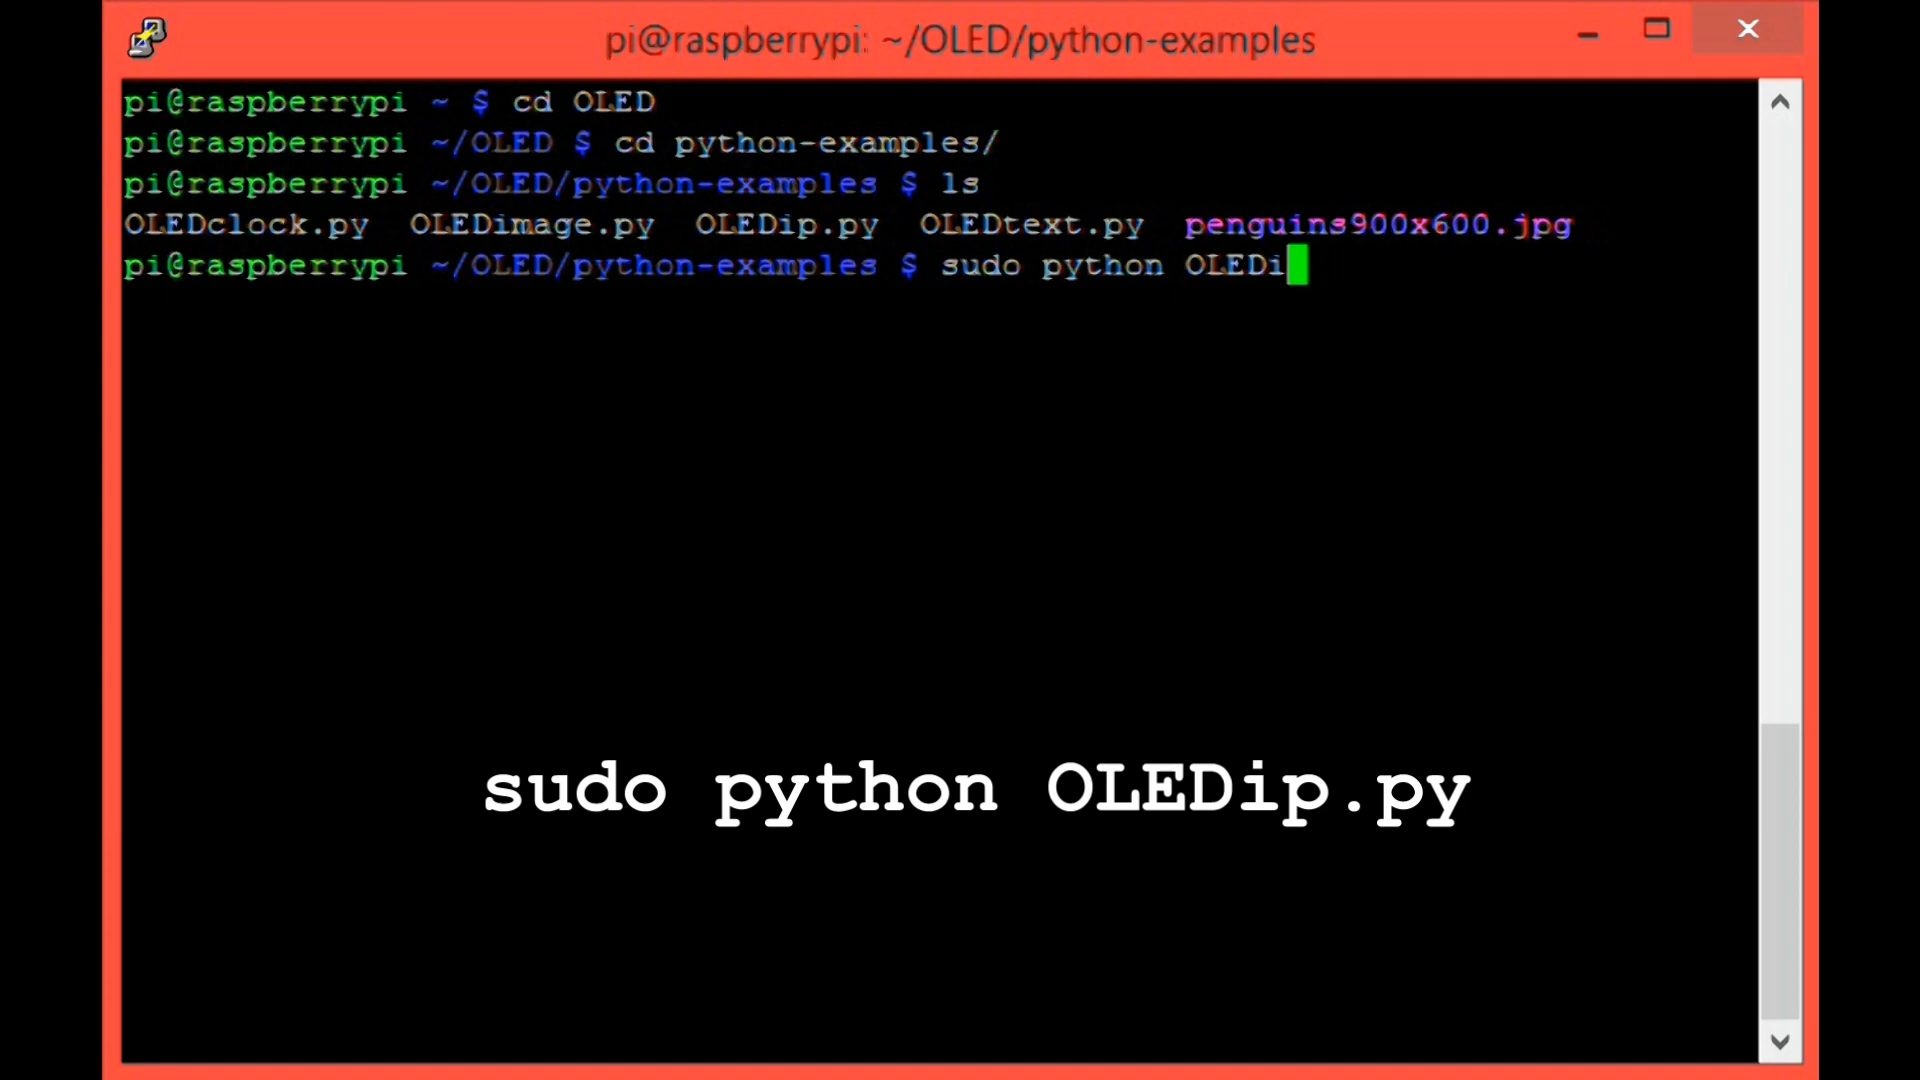 pi@raspberrypi: ~/OLED/python-examples
pi@raspberrypi ~ $ cd OLED
pi@raspberrypi ~/OLED $ cd python-examples/
pi@raspberrypi ~/OLED/python-examples $ ls
OLEDclock.py  OLEDimage.py  OLEDip.py  OLEDtext.py  penguins900x600.jpg
pi@raspberrypi ~/OLED/python-examples $ sudo python OLEDi
sudo python OLEDip.py